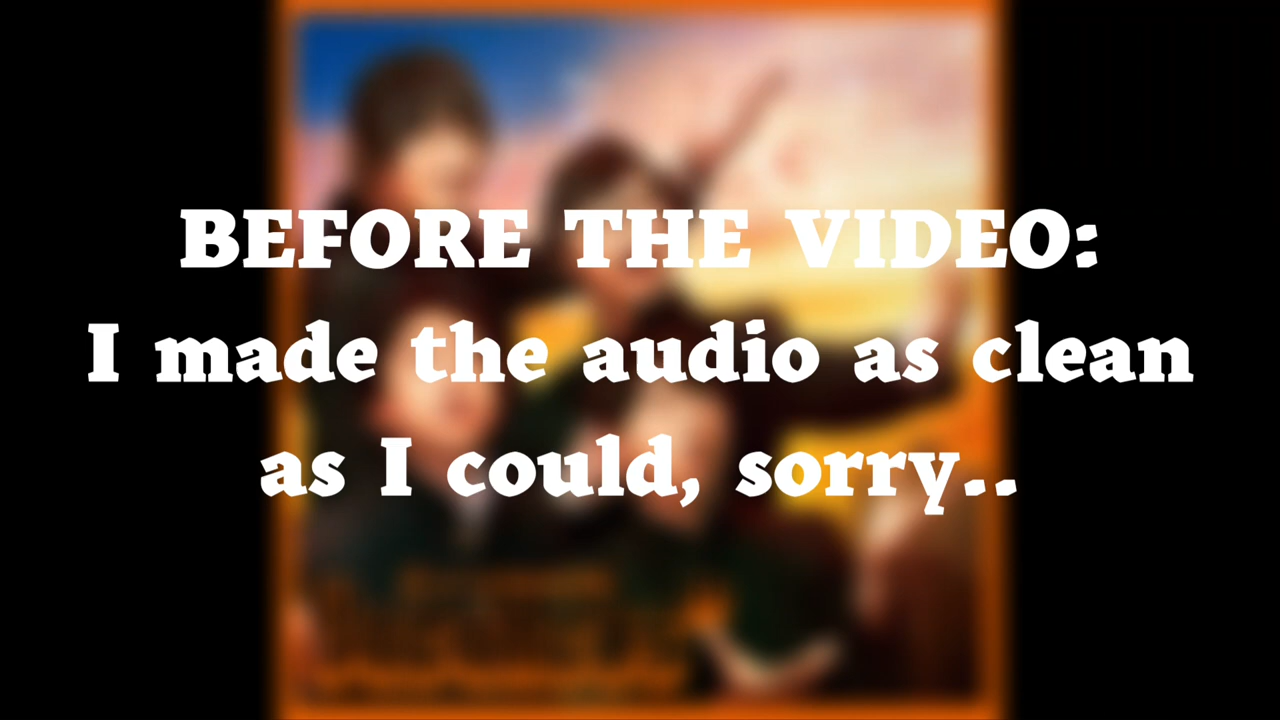 BEFORE THE VIDEO:
I made the audio as clean
as I could, sorry..